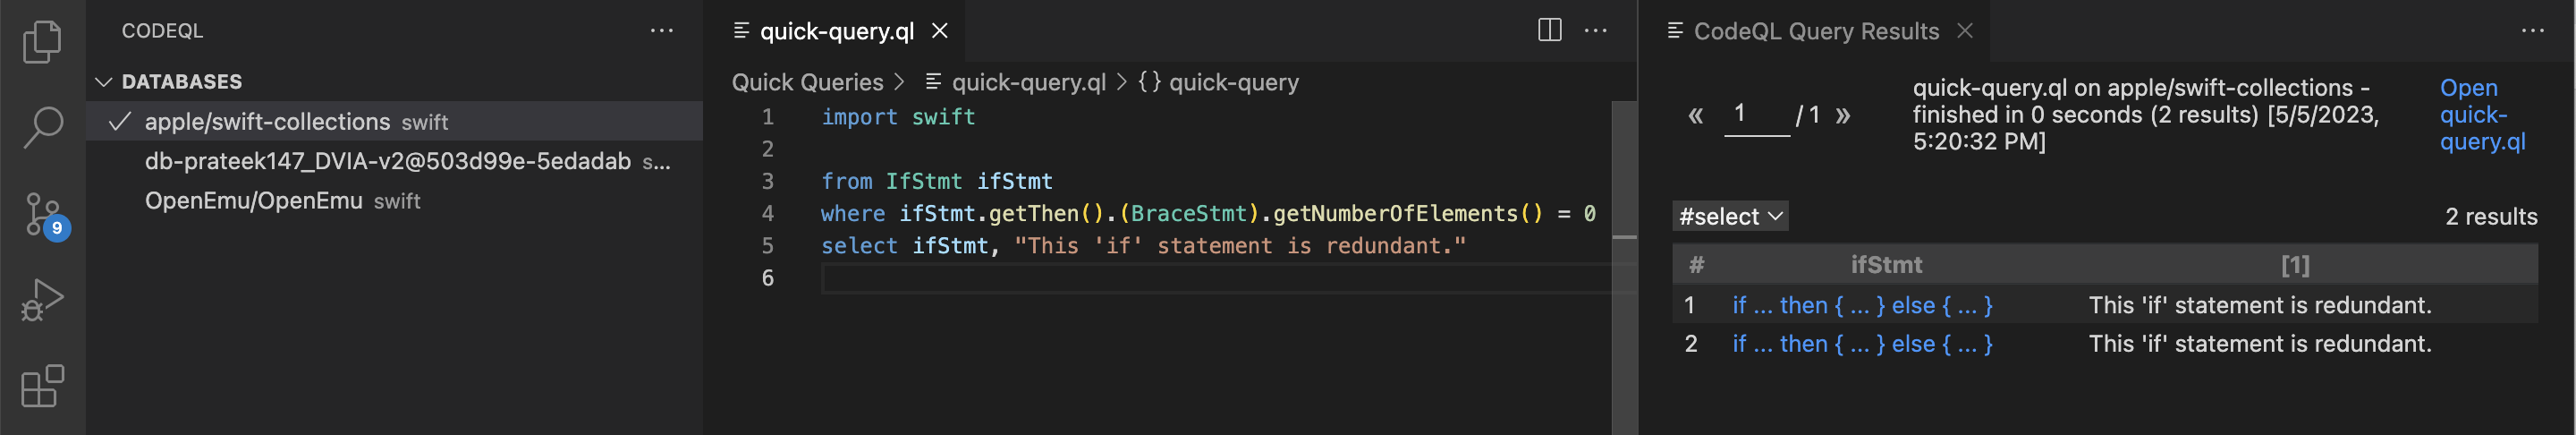 CODEQL
DATABASES
apple/swift-collections swift
db-prateek147_DVIA-v2@503d99e-5edadab s...
OpenEmu/OpenEmu swift
9
quick-query.ql
Quick Queries > quick-query.ql > {} quick-query
1 import swift
2
3 from IfStmt ifStmt
4 where ifStmt.getThen().(BraceStmt).getNumberOfElements() = 0
5 select ifStmt, "This 'if' statement is redundant."
6
CodeQL Query Results
« 1 / 1 »
quick-query.ql on apple/swift-collections -
finished in 0 seconds (2 results) [5/5/2023,
5:20:32 PM]
Open
quick-
query.ql
#select 2 results
# ifStmt [1]
1 if ... then { ... } else { ... } This 'if' statement is redundant.
2 if ... then { ... } else { ... } This 'if' statement is redundant.